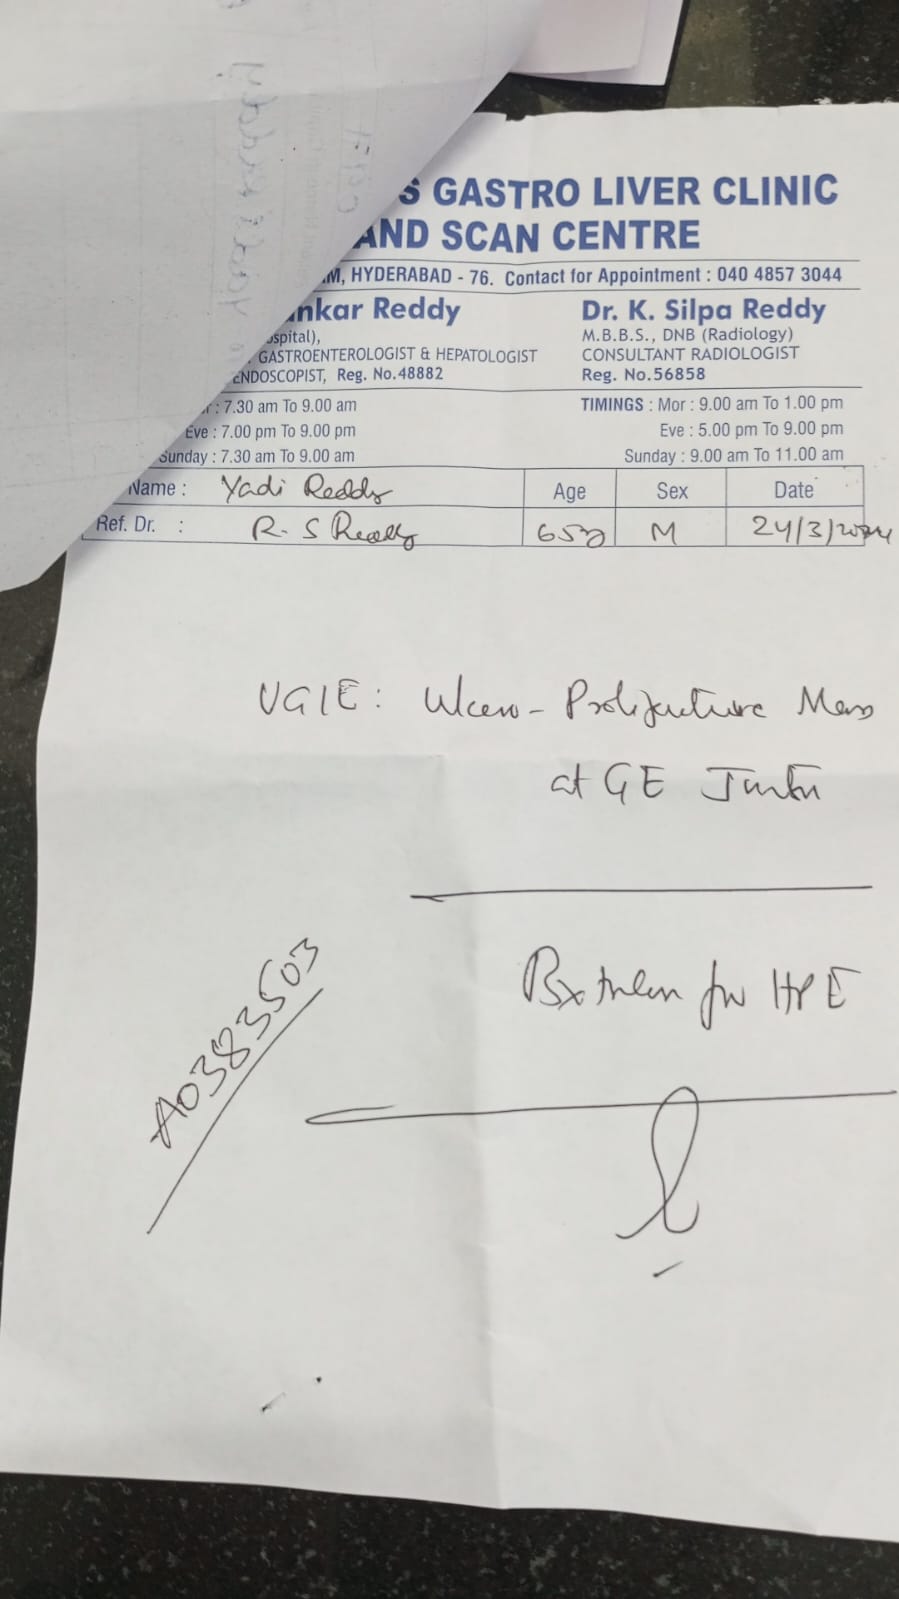 S GASTRO LIVER CLINIC
AND SCAN CENTRE
M, HYDERABAD - 76. Contact for Appointment : 040 4857 3044
nkar Reddy
spital),
GASTROENTEROLOGIST & HEPATOLOGIST
ENDOSCOPIST, Reg. No.48882
Dr. K. Silpa Reddy
M.B.B.S., DNB (Radiology)
CONSULTANT RADIOLOGIST
Reg. No.56858
: 7.30 am To 9.00 am
Eve : 7.00 pm To 9.00 pm
Sunday : 7.30 am To 9.00 am
TIMINGS : Mor : 9.00 am To 1.00 pm
Eve : 5.00 pm To 9.00 pm
Sunday : 9.00 am To 11.00 am
Name : Yadi Reddy Age Sex Date
Ref. Dr. : R. S Reddy 65y M 24/3/2024
UGIE: Ulcero-Proliferative Mass
at GE Junction
Bx taken for HPE
A0383503